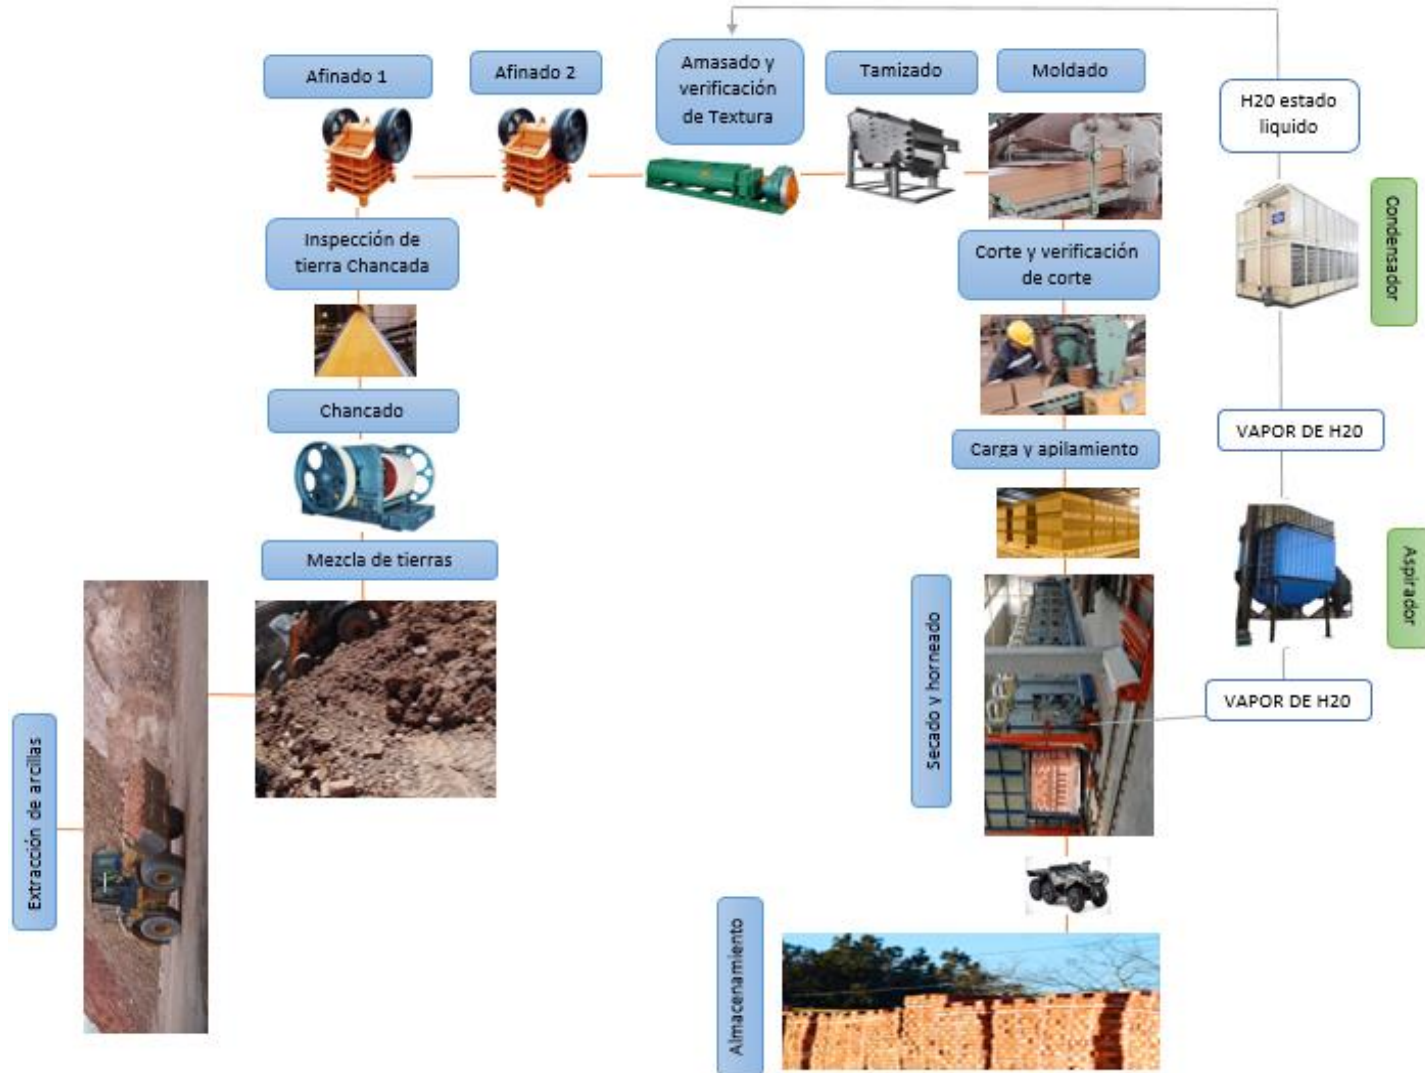 Afinado 1
Afinado 2
Amasado y
verificación
de Textura
Tamizado
Moldado
H20 estado
liquido
Condensador
Inspección de
tierra Chancada
Corte y verificación
de corte
Chancado
Carga y apilamiento
VAPOR DE H20
Aspirador
Mezcla de tierras
Secado y horneado
VAPOR DE H20
Extracción de arcillas
Almacenamiento